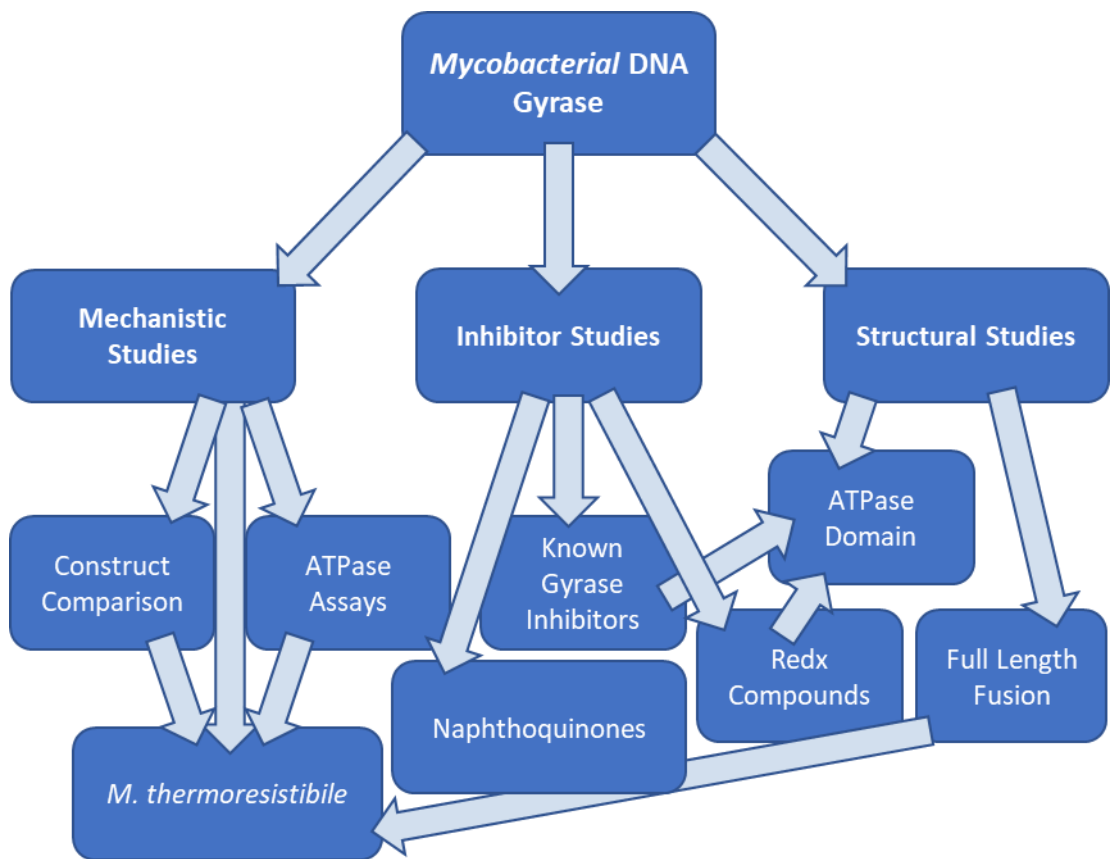 Mycobacterial DNA
Gyrase
Mechanistic
Studies
Inhibitor Studies
Structural Studies
Construct
Comparison
ATPase
Assays
Known
Gyrase
Inhibitors
ATPase
Domain
Naphthoquinones
Redx
Compounds
Full Length
Fusion
M. thermoresistibile